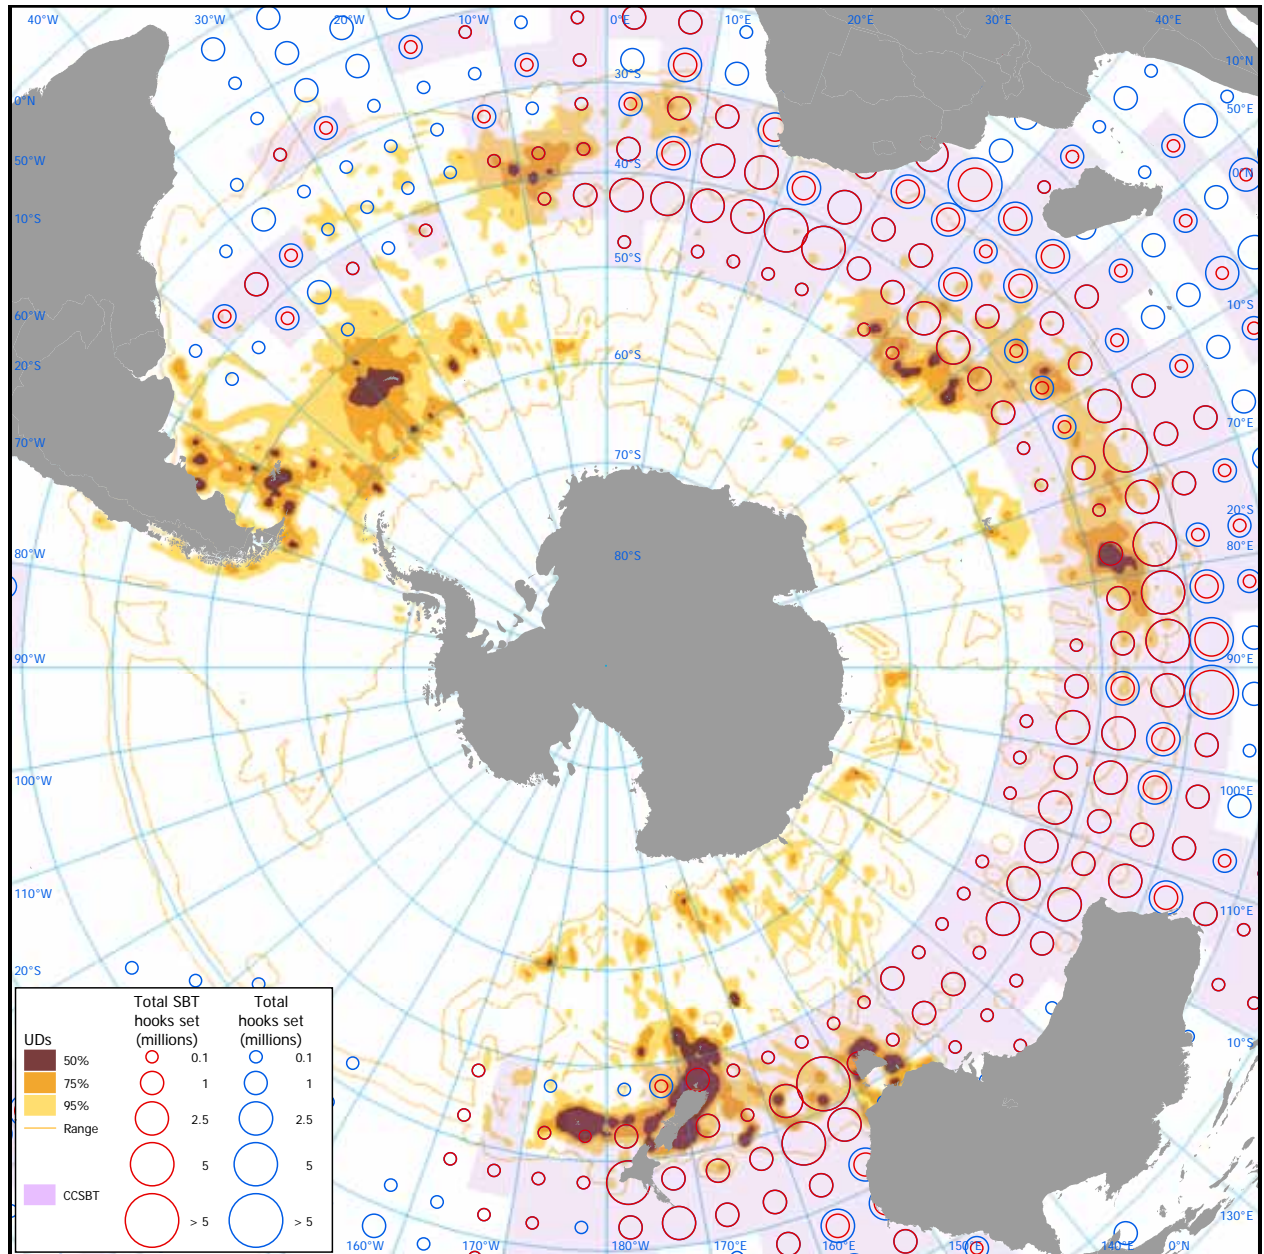 40°W 30°W 20°W 10°W 0°E 10°E 20°E 30°E 40°E
10°N
30°S
0°N
50°E
50°W
40°S
0°N
10°S
50°S
10°S
60°W
60°S
20°S
70°W
70°S
70°E
20°S
80°W
80°S
80°E
90°W
90°E
100°W
100°E
110°W
110°E
20°S
10°S
130°E
160°W 180°W 170°E 160°E 150°E 140°E 0°N
Total SBT
hooks set
(millions)
Total
hooks set
(millions)
UDs
50% 0.1 0.1
75% 1 1
95% 2.5 2.5
Range
5 5
CCSBT
> 5 > 5